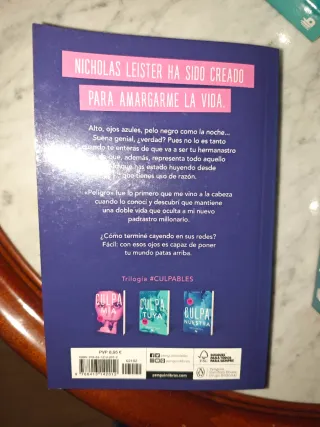 NICHOLAS LEISTER HA SIDO CREADO
PARA AMARGARME LA VIDA.
Alto, ojos azules, pelo negro como la noche...
Suena genial, ¿verdad? Pues no lo es tanto
cuando te enteras de que va a ser tu hermanastro
que, además, representa todo aquello
que has estado huyendo desde
que tienes uso de razón.
«Peligro» fue lo primero que me vino a la cabeza
cuando lo conocí y descubrí que mantiene
una doble vida que oculta a mi nuevo
padrastro millonario.
¿Cómo terminé cayendo en sus redes?
Fácil: con esos ojos es capaz de poner
tu mundo patas arriba.
Trilogía #CULPABLES
CULPA
MÍA
CULPA
TUYA
CULPA
NUESTRA
penguinlibros.com